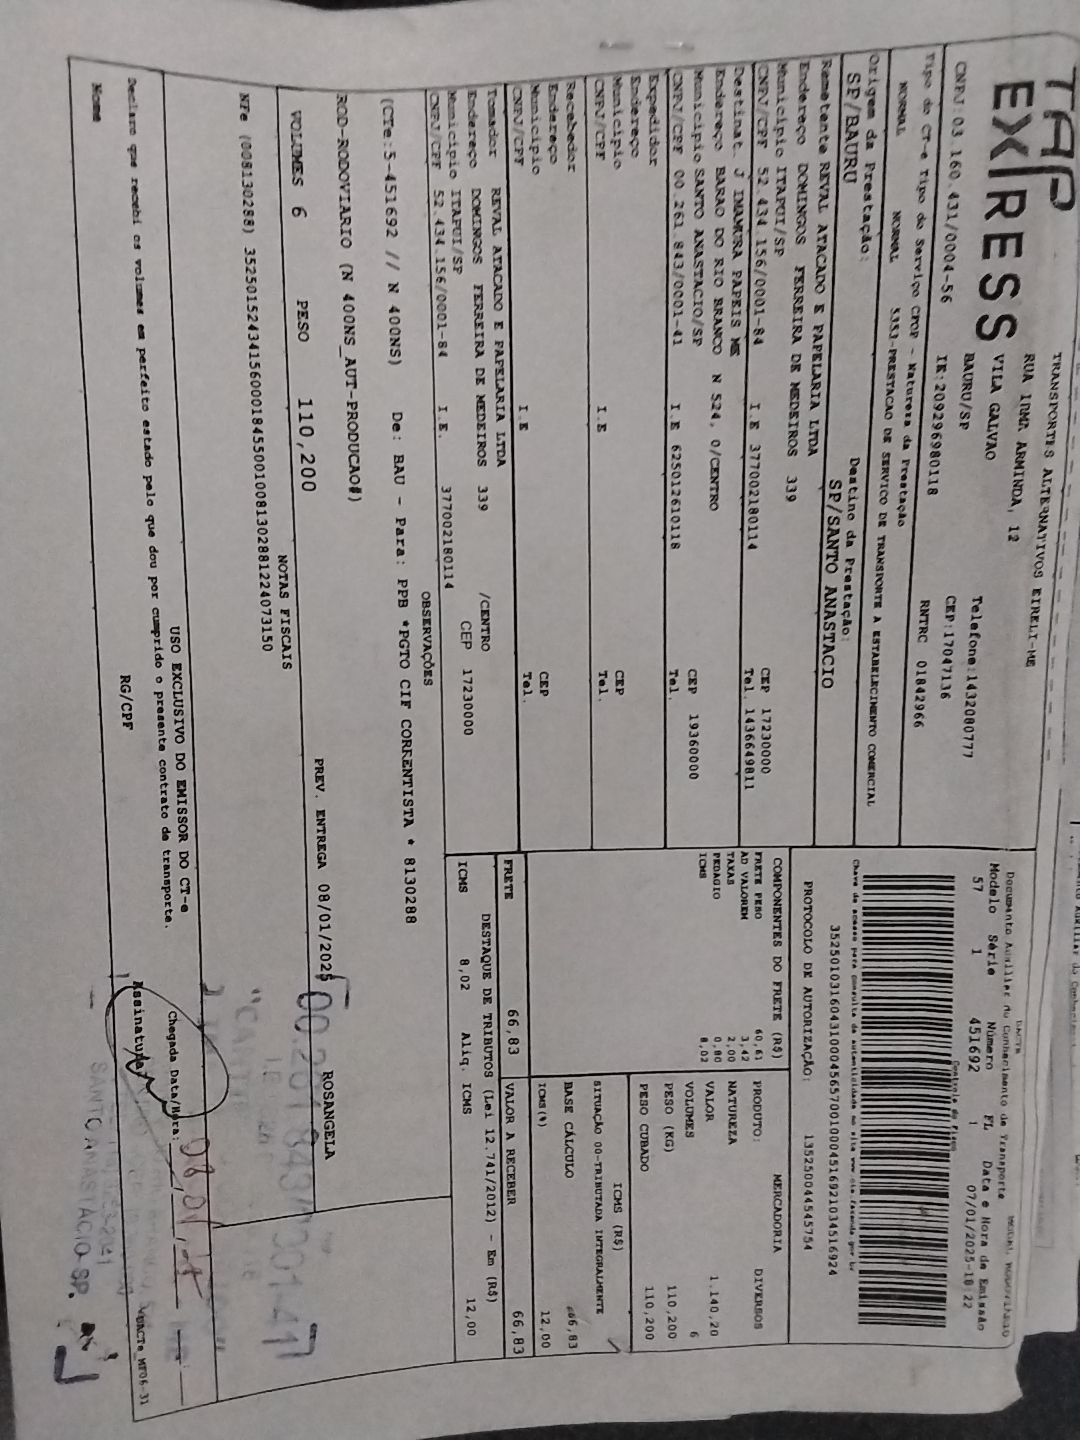 TAP EXPRESS
TRANSPORTES ALTERNATIVOS EIRELI-ME
RUA IRMA ARMINDA, 12
VILA GALVAO
BAURU/SP
Telefone:1432080777
CEP:17047136
CNPJ:03.160.431/0004-56 IE:209296980118
Tipo do CT-e Tipo do Serviço CFOP - Natureza da Prestação RNTRC 01842966
NORMAL NORMAL 5353-PRESTACAO DE SERVICO DE TRANSPORTE A ESTABELECIMENTO COMERCIAL
Origem da Prestação: Destino da Prestação:
SP/BAURU SP/SANTO ANASTACIO
DACTE
Documento Auxiliar do Conhecimento de Transporte
Modelo Série Número FL Data e Hora de Emissão
57 1 451692 1 07/01/2025-18:22
Controle do Fisco
Chave de acesso para consulta de autenticidade no site www.cte.fazenda.gov.br
35250103160431000456570010004516921034516924
PROTOCOLO DE AUTORIZAÇÃO: 135250044545754
Remetente REVAL ATACADO E PAPELARIA LTDA
Endereço DOMINGOS FERREIRA DE MEDEIROS 339
Município ITAPUI/SP CEP 17230000
CNPJ/CPF 52.434.156/0001-84 I.E 377002180114 Tel. 1436649811
Destinat. J INAMURA PAPEIS ME
Endereço BARAO DO RIO BRANCO N 524, 0/CENTRO
Município SANTO ANASTACIO/SP CEP 19360000
CNPJ/CPF 00.261.843/0001-41 I.E 625012610118 Tel.
Expedidor
Endereço
Município CEP
CNPJ/CPF I.E Tel.
Recebedor
Endereço
Município CEP
CNPJ/CPF I.E Tel.
Tomador REVAL ATACADO E PAPELARIA LTDA
Endereço DOMINGOS FERREIRA DE MEDEIROS 339 /CENTRO
Município ITAPUI/SP CEP 17230000
CNPJ/CPF 52.434.156/0001-84 I.E. 377002180114
COMPONENTES DO FRETE (R$)
FRETE PESO 60,61
AD VALOREM 3,42
TAXAS 2,00
PEDAGIO 0,80
ICMS 8,02
MERCADORIA
PRODUTO: DIVERSOS
NATUREZA
VALOR 1.140,20
VOLUMES 6
PESO (KG) 110,200
PESO CUBADO 110,200
ICMS (R$)
SITUAÇÃO 00-TRIBUTADA INTEGRALMENTE
BASE CÁLCULO 66,83
ICMS(%) 12,00
FRETE 66,83 VALOR A RECEBER 66,83
DESTAQUE DE TRIBUTOS (Lei 12.741/2012) - Em (R$)
ICMS 8,02 Aliq. ICMS 12,00
OBSERVAÇÕES
(CTe:5-451692 // N 400NS) De: BAU - Para: PPB *PGTO CIF CORRENTISTA * 8130288
ROD-RODOVIARIO (N 400NS_AUT-PRODUCAO#)
VOLUMES 6 PESO 110,200 PREV. ENTREGA 08/01/2025 ROSANGELA
NOTAS FISCAIS
NFe (008130288) 35250152434156000184550010081302881224073150
00.261.843/0001-41
SANTO ANASTÁCIO-SP.
USO EXCLUSIVO DO EMISSOR DO CT-e
Declaro que recebi os volumes em perfeito estado pelo que dou por cumprido o presente contrato de transporte.
Chegada Data/Hora: 08.01
Nome RG/CPF Assinatura